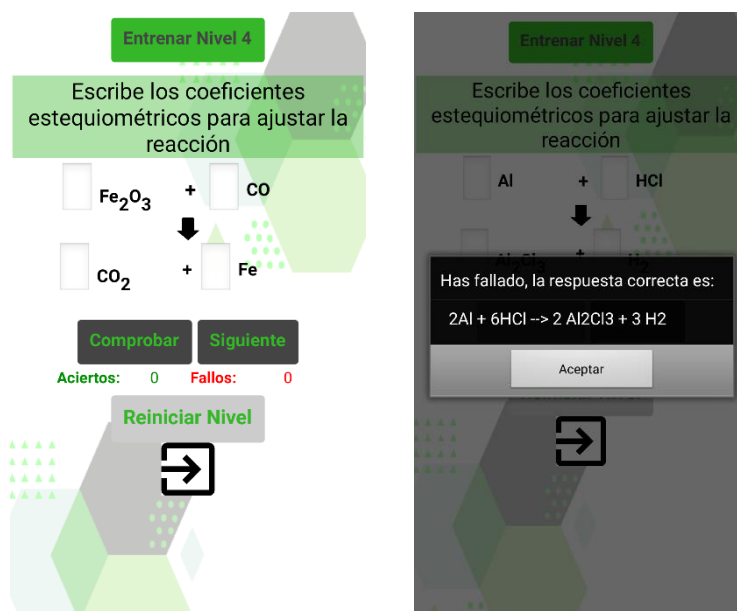 Entrenar Nivel 4
Escribe los coeficientes
estequiométricos para ajustar la
reacción
Fe2O3 + CO
CO2 + Fe
Comprobar Siguiente
Aciertos: 0 Fallos: 0
Reiniciar Nivel
Entrenar Nivel 4
Escribe los coeficientes
estequiométricos para ajustar la
reacción
Al + HCl
Al2Cl3 + H2
Has fallado, la respuesta correcta es:
2Al + 6HCl --> 2 Al2Cl3 + 3 H2
Aceptar